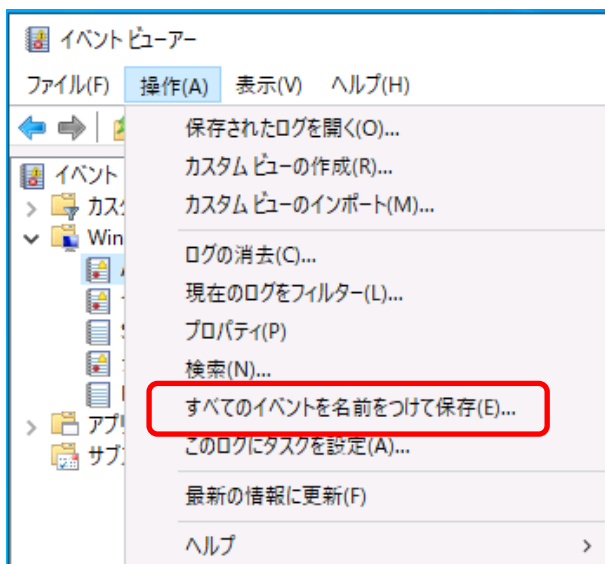 イベント ビューアー
ファイル(F) 操作(A) 表示(V) ヘルプ(H)
保存されたログを開く(O)...
カスタム ビューの作成(R)...
カスタム ビューのインポート(M)...
ログの消去(C)...
現在のログをフィルター(L)...
プロパティ(P)
検索(N)...
すべてのイベントを名前をつけて保存(E)...
このログにタスクを設定(A)...
最新の情報に更新(F)
ヘルプ
イベント
カス
Win
アプ
サブ